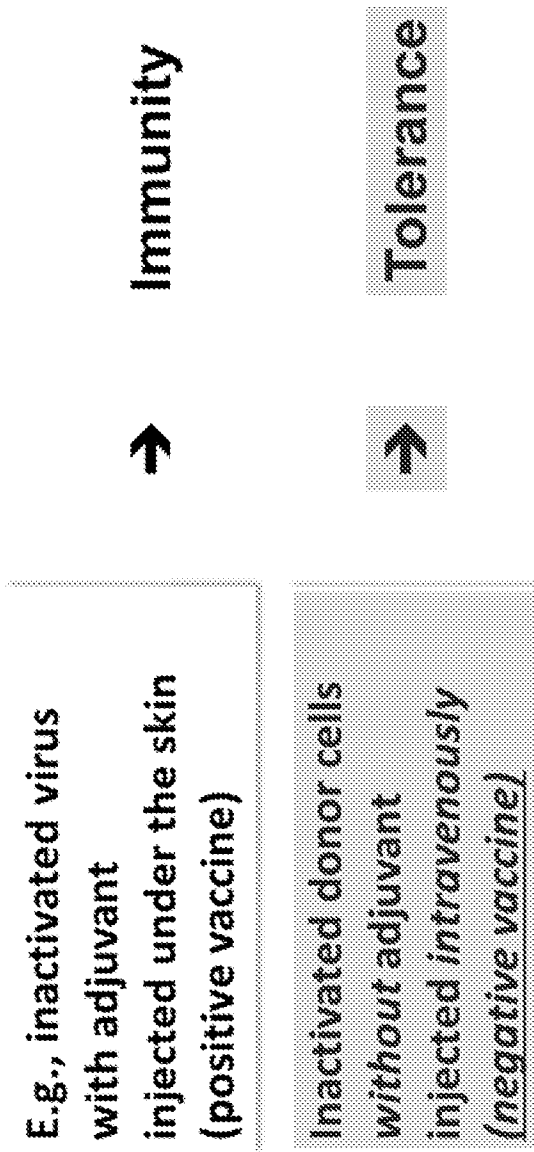 E.g., inactivated virus
with adjuvant
injected under the skin
(positive vaccine)
→
Immunity
Inactivated donor cells
without adjuvant
injected intravenously
(negative vaccine)
→
Tolerance